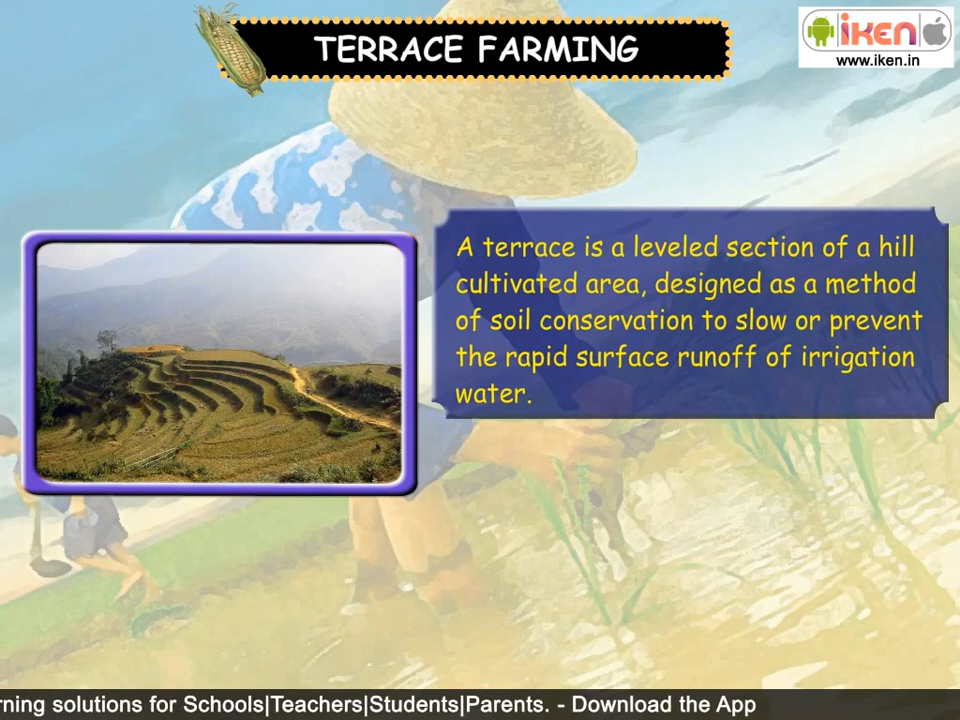 TERRACE FARMING
iKEN
www.iken.in
A terrace is a leveled section of a hill
cultivated area, designed as a method
of soil conservation to slow or prevent
the rapid surface runoff of irrigation
water.
rning solutions for Schools|Teachers|Students|Parents. - Download the App